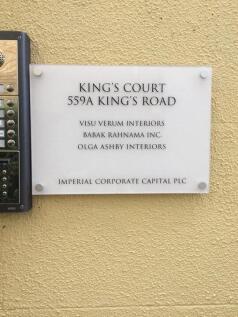 KING'S COURT
559A KING'S ROAD
VISU VERUM INTERIORS
BABAK RAHNAMA INC.
OLGA ASHBY INTERIORS
IMPERIAL CORPORATE CAPITAL PLC